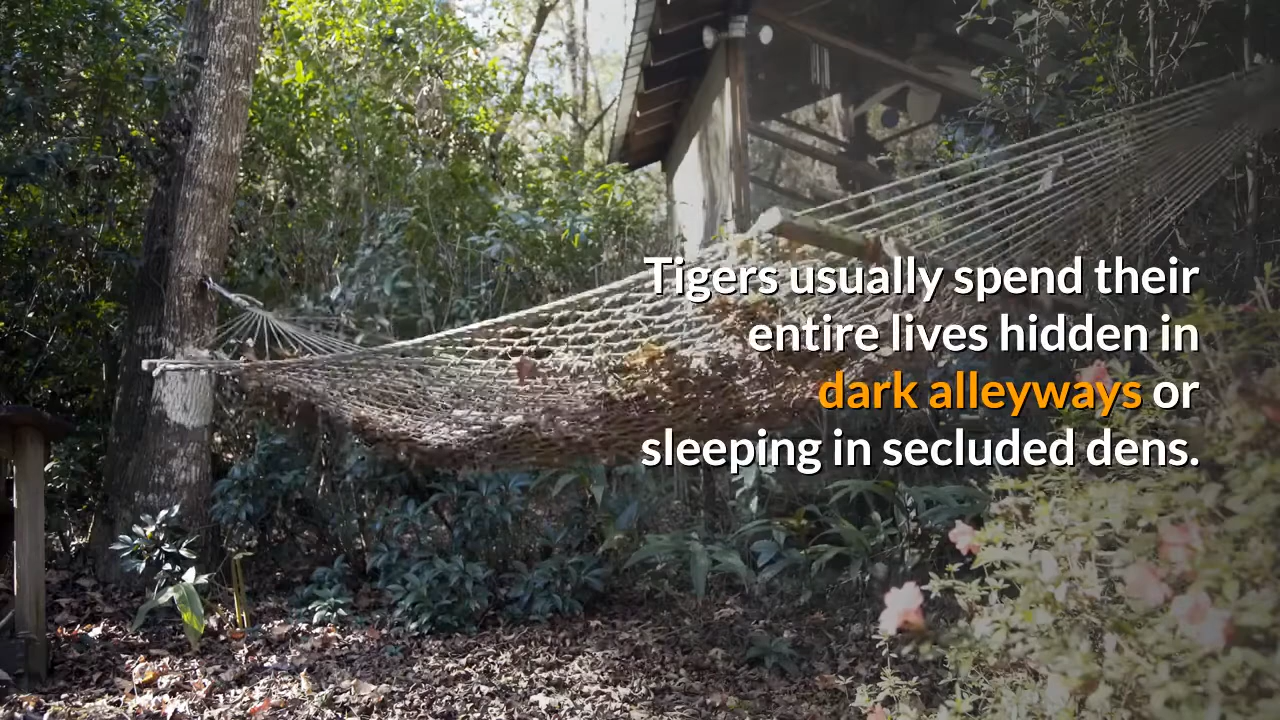 Tigers usually spend their
entire lives hidden in
dark alleyways or
sleeping in secluded dens.